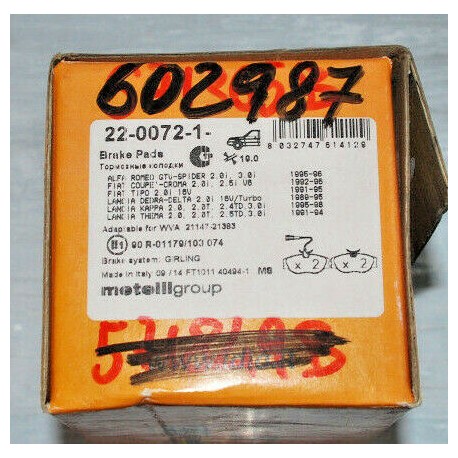 602987
22-0072-1-
8 032747 614129
Brake Pads
Тормозные колодки
19.0
ALFA ROMEO GTV-SPIDER 2.0i, 3.0i 1995-96
FIAT COUPE'-CROMA 2.0i, 2.5i V6 1992-96
FIAT TIPO 2.0i 16V 1991-95
LANCIA DEDRA-DELTA 2.0i 16V/Turbo 1989-95
LANCIA KAPPA 2.0, 2.0T, 2.4TD,3.0i 1995-98
LANCIA THEMA 2.0, 2.0T, 2.5TD,3.0i 1991-94
Adaptable for WVA 21147-21383
90 R-01179/103 074
Brake system: GIRLING
x 2 x 2
Made in Italy 09 /14 FT1011 40494-1 MS
metelligroup